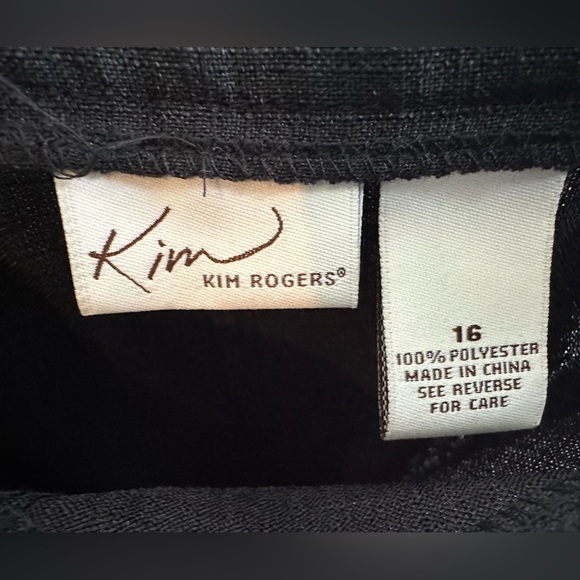 Kim
KIM ROGERS®
16
100% POLYESTER
MADE IN CHINA
SEE REVERSE
FOR CARE